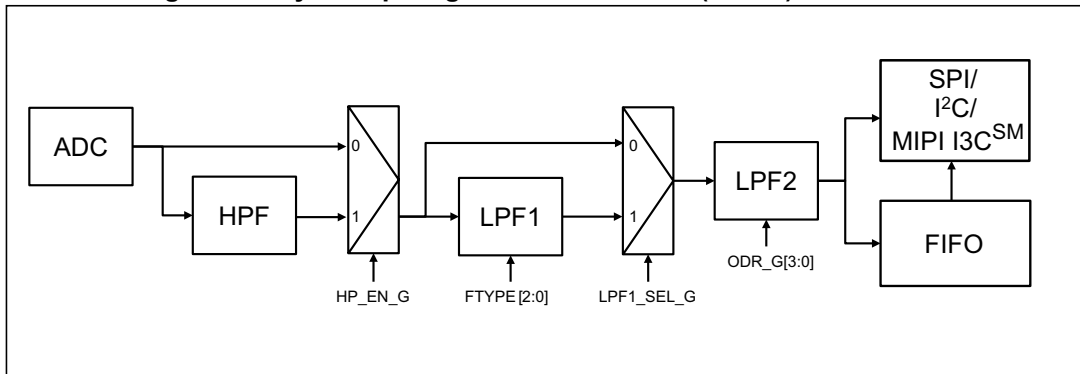 ADC
HPF
0
1
HP_EN_G
LPF1
FTYPE [2:0]
0
1
LPF1_SEL_G
LPF2
ODR_G[3:0]
SPI/
I²C/
MIPI I3Cˢᴹ
FIFO